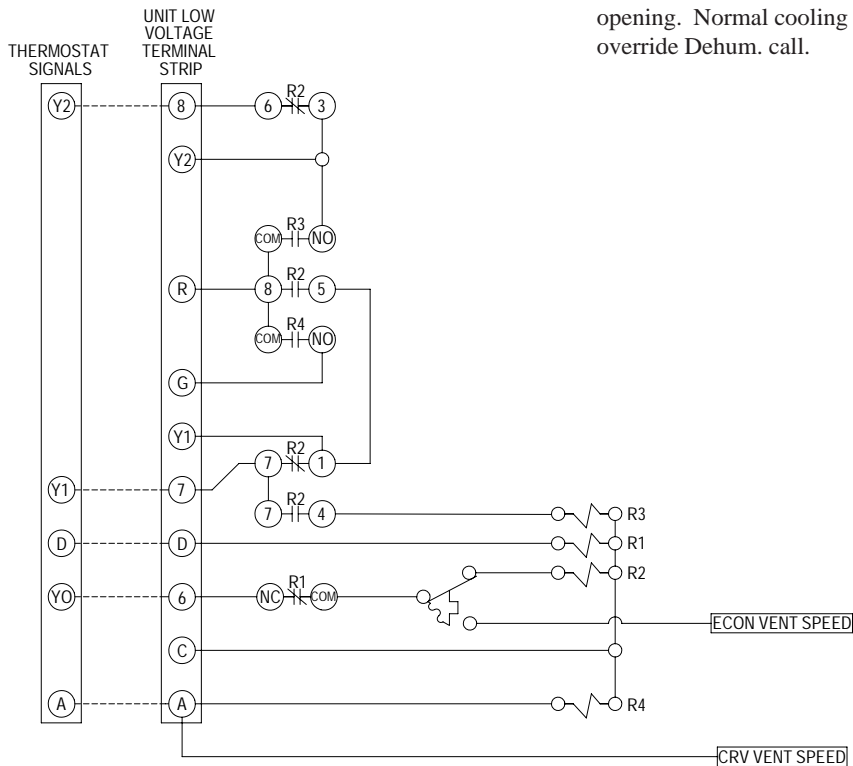 opening. Normal cooling
override Dehum. call.
UNIT LOW
VOLTAGE
TERMINAL
STRIP
THERMOSTAT
SIGNALS
Y2 8 6 R2 3
Y2
COM R3 NO
R 8 R2 5
COM R4 NO
G
Y1
7 R2 1
Y1 7
7 R2 4 R3
D D R1
YO 6 NC R1 COM R2
ECON VENT SPEED
C
A A R4
CRV VENT SPEED